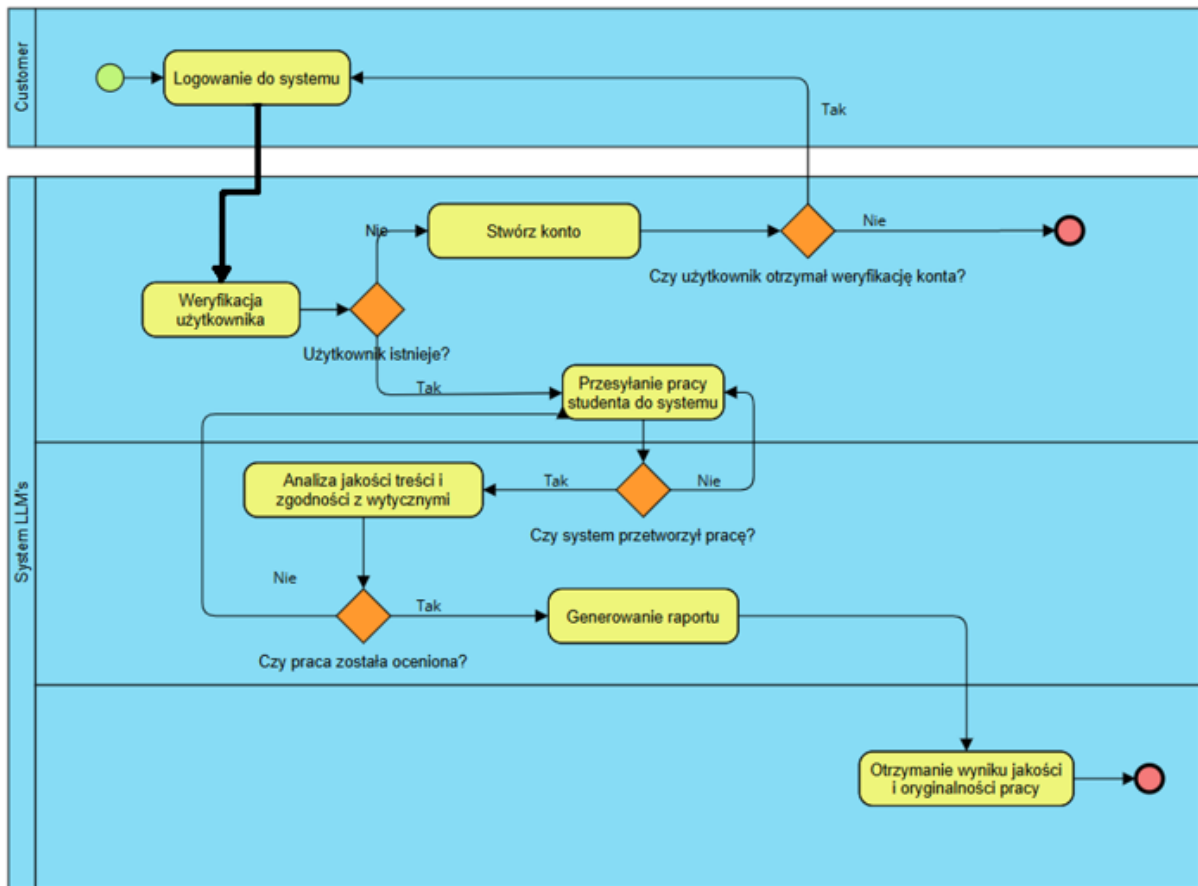 Customer
Logowanie do systemu
Tak
System LLM's
Nie
Stwórz konto
Nie
Czy użytkownik otrzymał weryfikację konta?
Weryfikacja
użytkownika
Użytkownik istnieje?
Tak
Przesyłanie pracy
studenta do systemu
Analiza jakości treści i
zgodności z wytycznymi
Tak
Nie
Czy system przetworzył pracę?
Nie
Tak
Generowanie raportu
Czy praca została oceniona?
Otrzymanie wyniku jakości
i oryginalności pracy